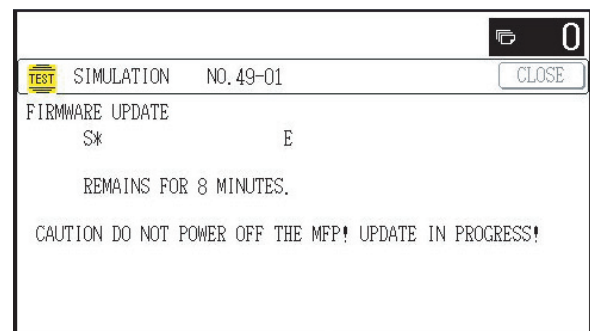 0
TEST SIMULATION NO.49-01 CLOSE
FIRMWARE UPDATE
S* E
REMAINS FOR 8 MINUTES.
CAUTION DO NOT POWER OFF THE MFP! UPDATE IN PROGRESS!